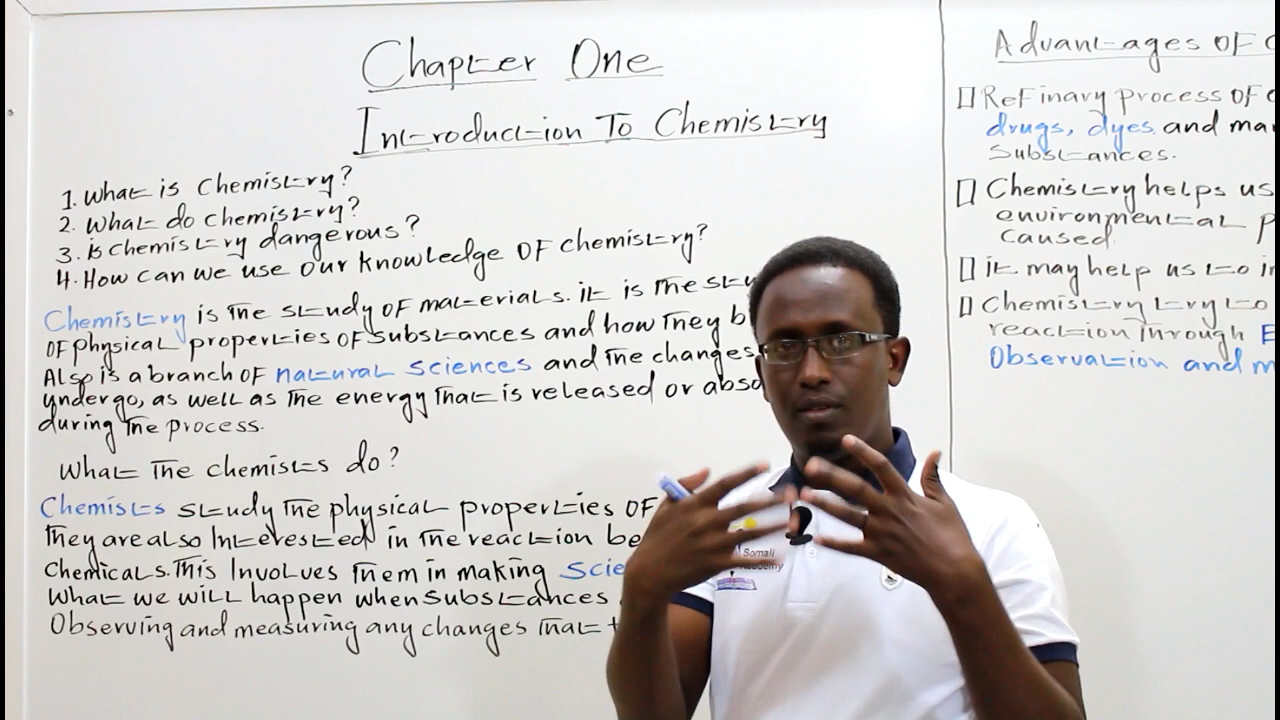 Chapter One
Introduction To Chemistry
1. What is Chemistry?
2. What do chemistry?
3. is chemistry dangerous?
4. How can we use our knowledge OF chemistry?
Chemistry is the study OF materials. it is the
OF physical properties OF substances and how they
Also is a branch OF natural sciences and the changes
undergo, as well as the energy that is released or
during the process.
What the chemists do?
Chemists study the physical properties OF
They are also Interested in the reaction
Chemicals. This Involves them in making
What we will happen when substances
Observing and measuring any changes that
Advantages OF
Refinary process OF
drugs, dyes and
Substances.
Chemistry helps us
environmental
caused
it may help us to
Chemistry try to
reaction through
Observation and
Somali